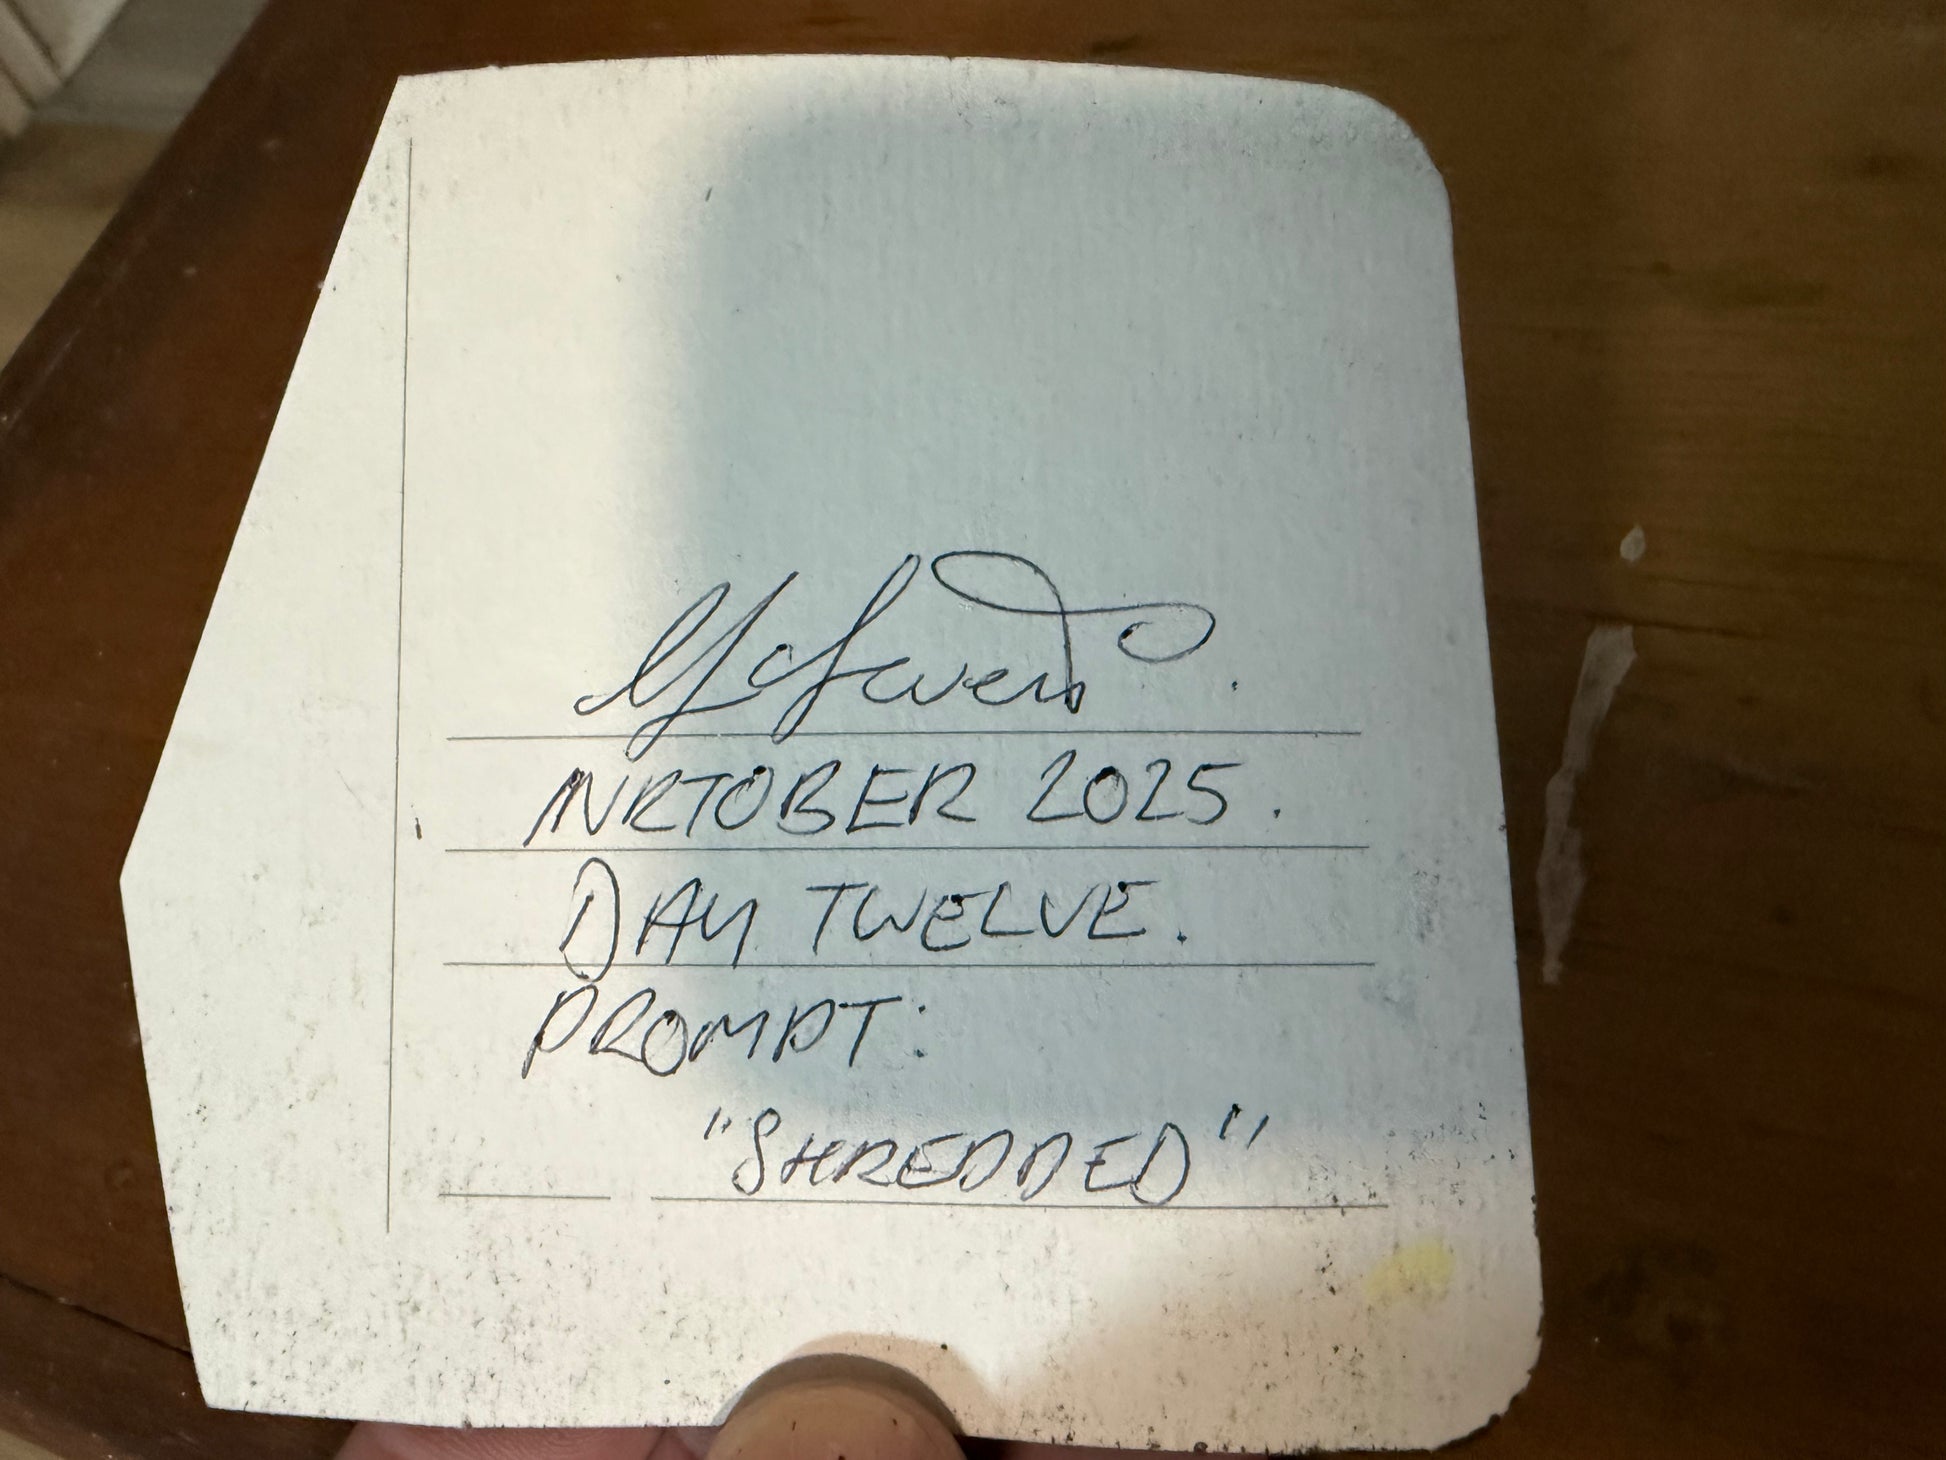 INKTOBER 2025.
DAY TWELVE.
PROMPT:
"SHREDDED"